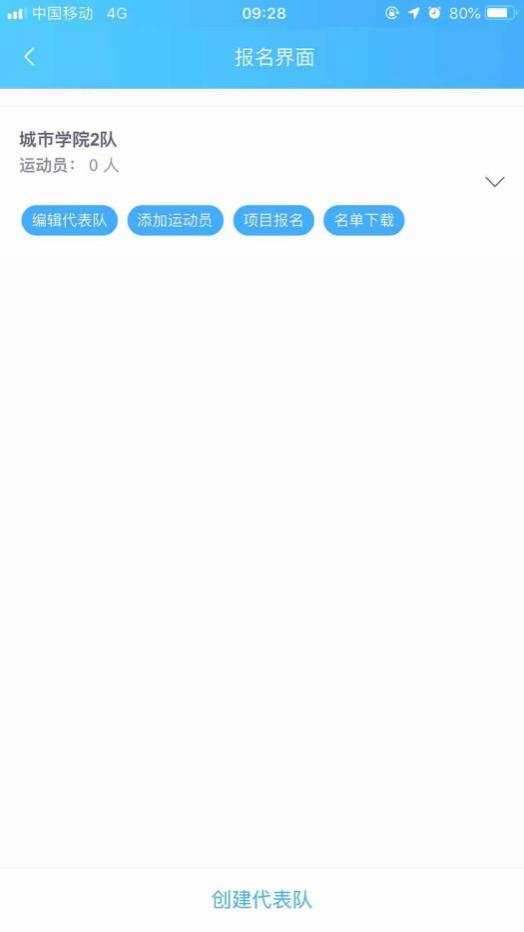 中国移动 4G 09:28 80%
报名界面
城市学院2队
运动员： 0 人
编辑代表队 添加运动员 项目报名 名单下载
创建代表队